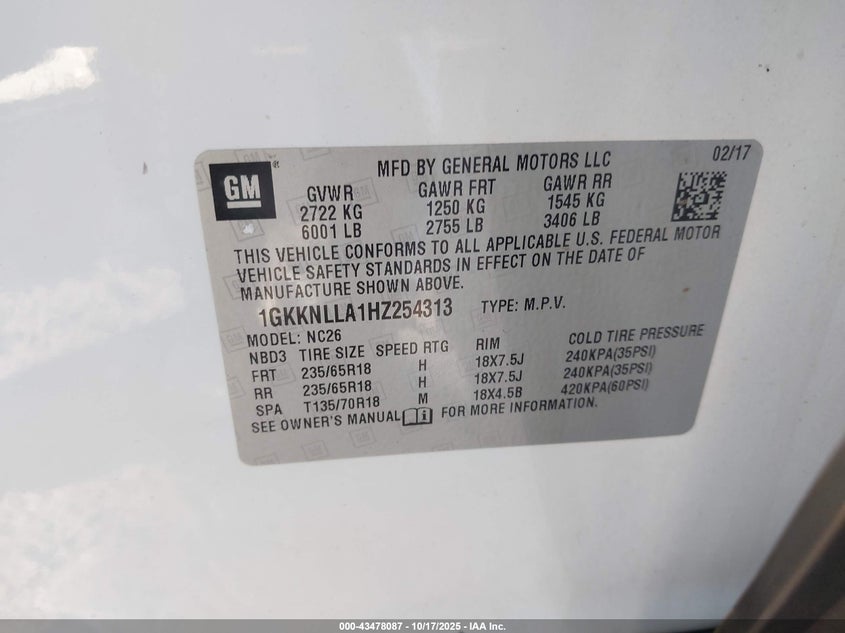 GM
®
MFD BY GENERAL MOTORS LLC
02/17
GVWR GAWR FRT GAWR RR
2722 KG 1250 KG 1545 KG
6001 LB 2755 LB 3406 LB
THIS VEHICLE CONFORMS TO ALL APPLICABLE U.S. FEDERAL MOTOR
VEHICLE SAFETY STANDARDS IN EFFECT ON THE DATE OF
MANUFACTURE SHOWN ABOVE.
1GKKNLLA1HZ254313 TYPE: M.P.V.
MODEL: NC26
NBD3 TIRE SIZE SPEED RTG RIM COLD TIRE PRESSURE
FRT 235/65R18 H 18X7.5J 240KPA(35PSI)
RR 235/65R18 H 18X7.5J 240KPA(35PSI)
SPA T135/70R18 M 18X4.5B 420KPA(60PSI)
SEE OWNER'S MANUAL i FOR MORE INFORMATION.
000-43478087 - 10/17/2025 - IAA Inc.